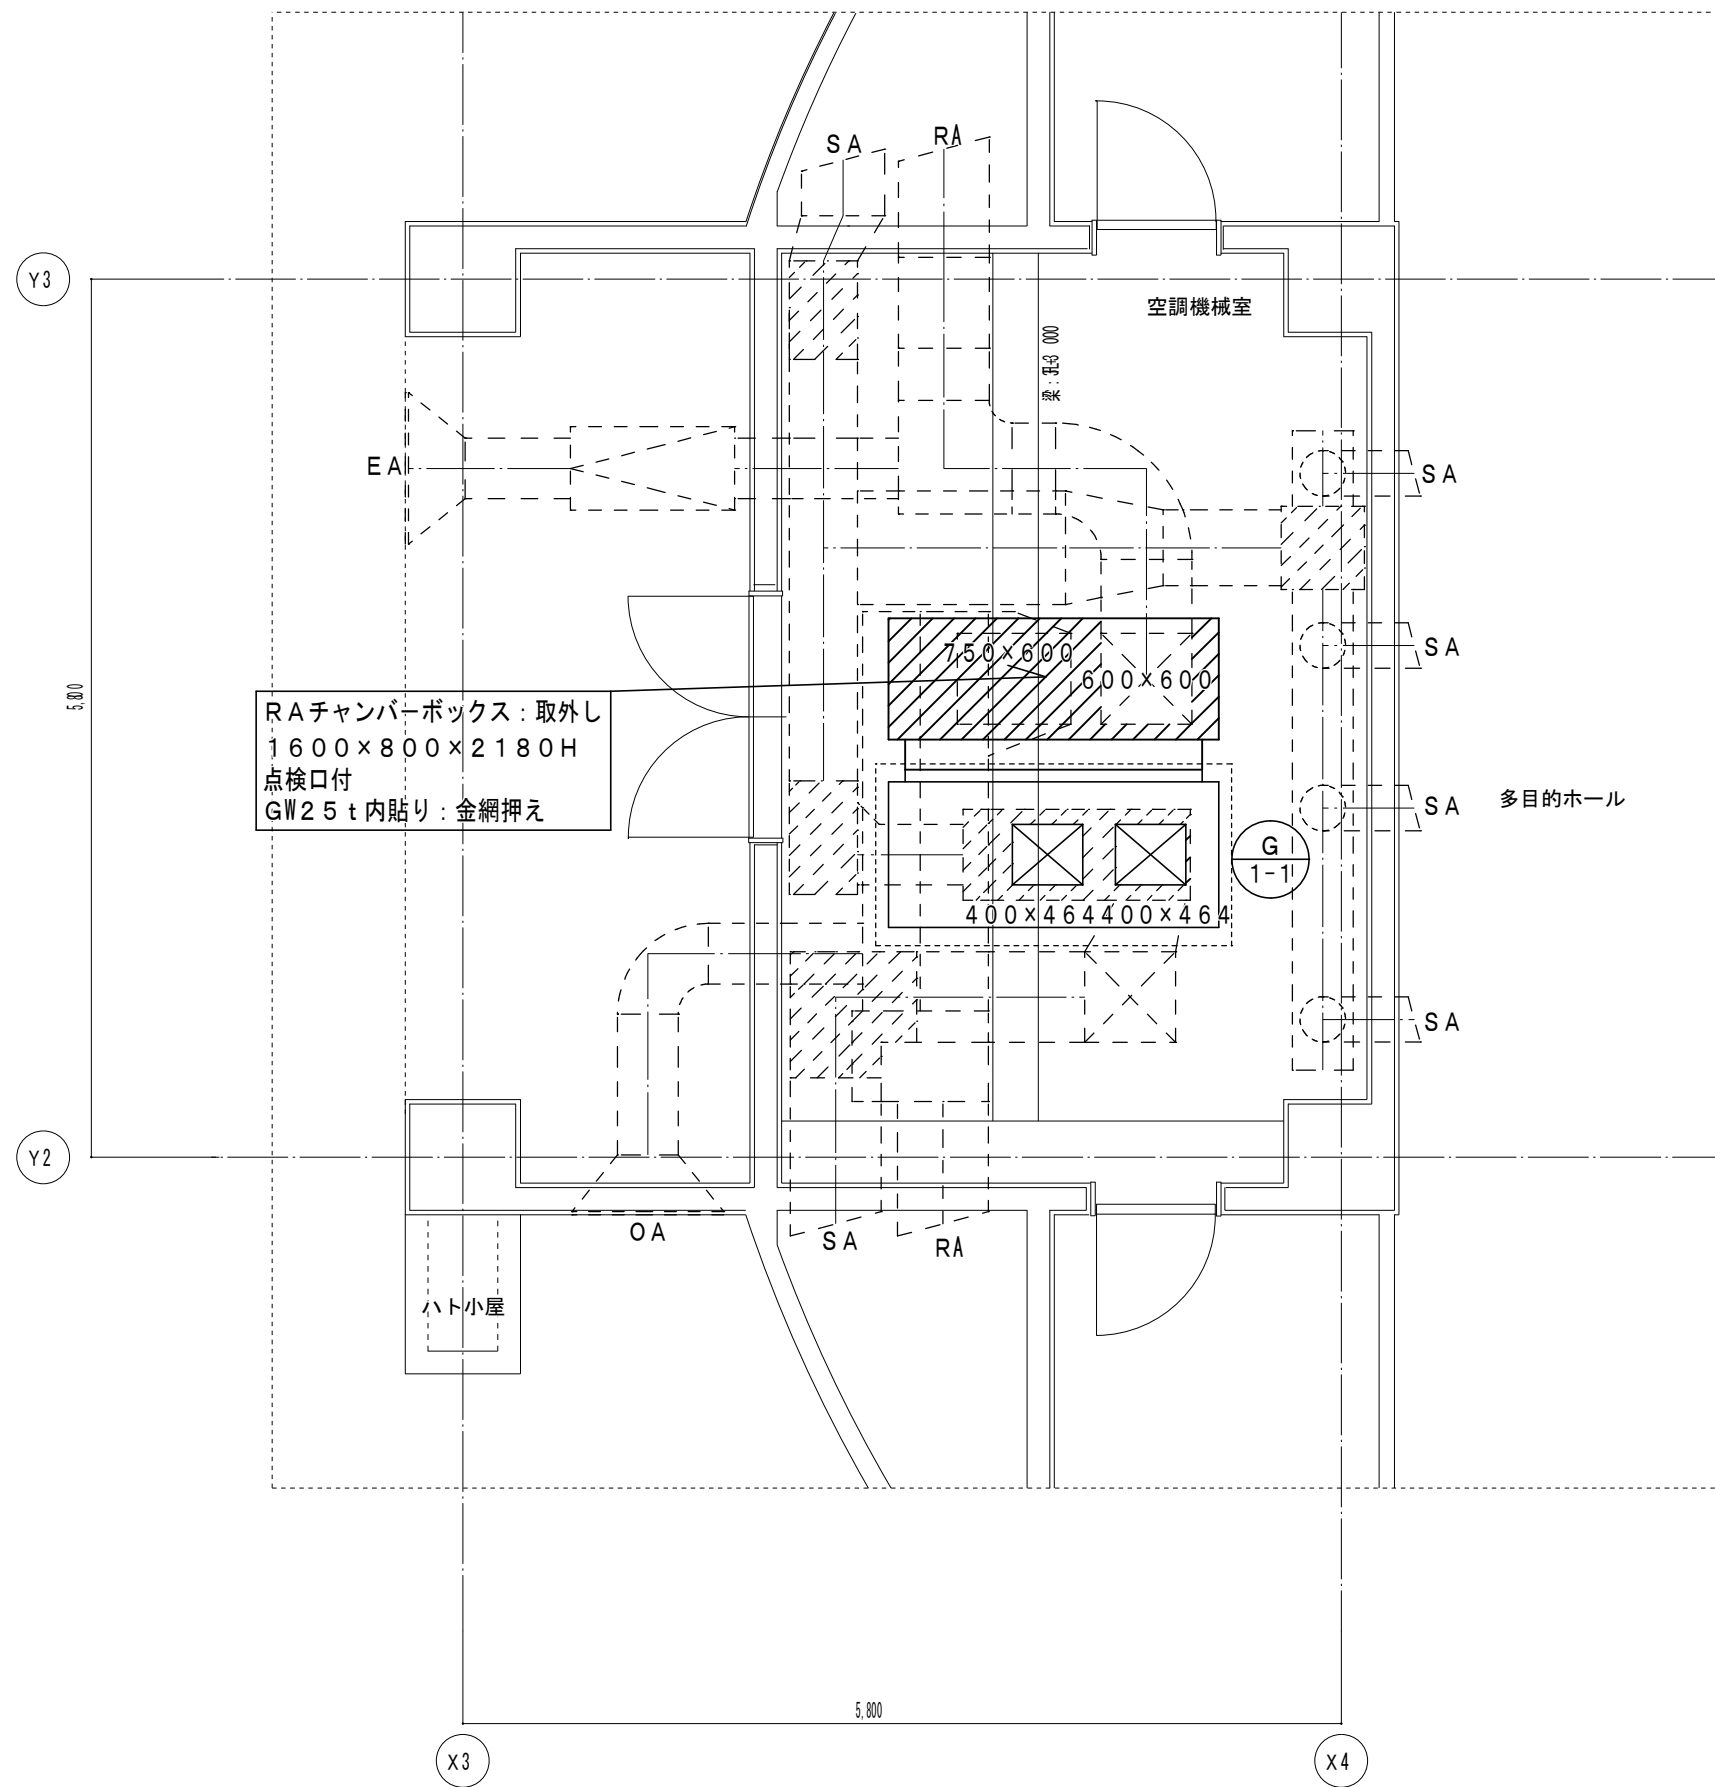 SA
RA
Y3
空調機械室
EA
SA
750×600
SA
600×600
5,800
RAチャンバーボックス:取外し
1600×800×2180H
点検口付
GW25t内貼り:金網押え
SA
多目的ホール
G
1-1
400×464
400×464
SA
Y2
OA
SA
RA
ハト小屋
5,800
X3
X4